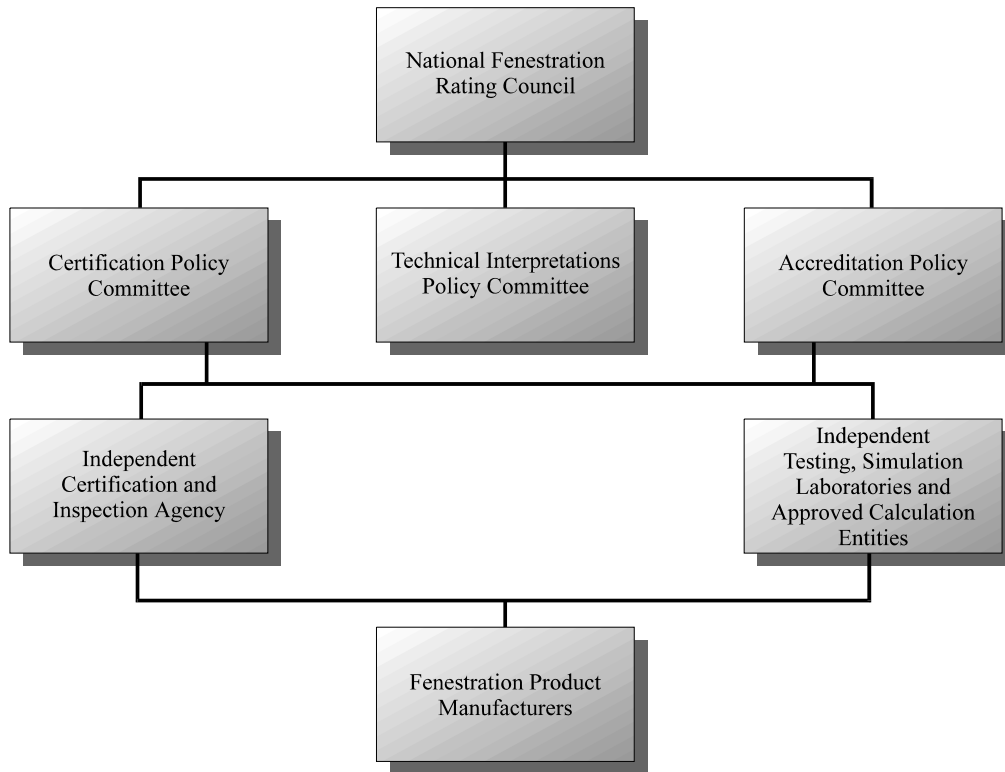 National Fenestration
Rating Council
Certification Policy
Committee
Technical Interpretations
Policy Committee
Accreditation Policy
Committee
Independent
Certification and
Inspection Agency
Independent
Testing, Simulation
Laboratories and
Approved Calculation
Entities
Fenestration Product
Manufacturers